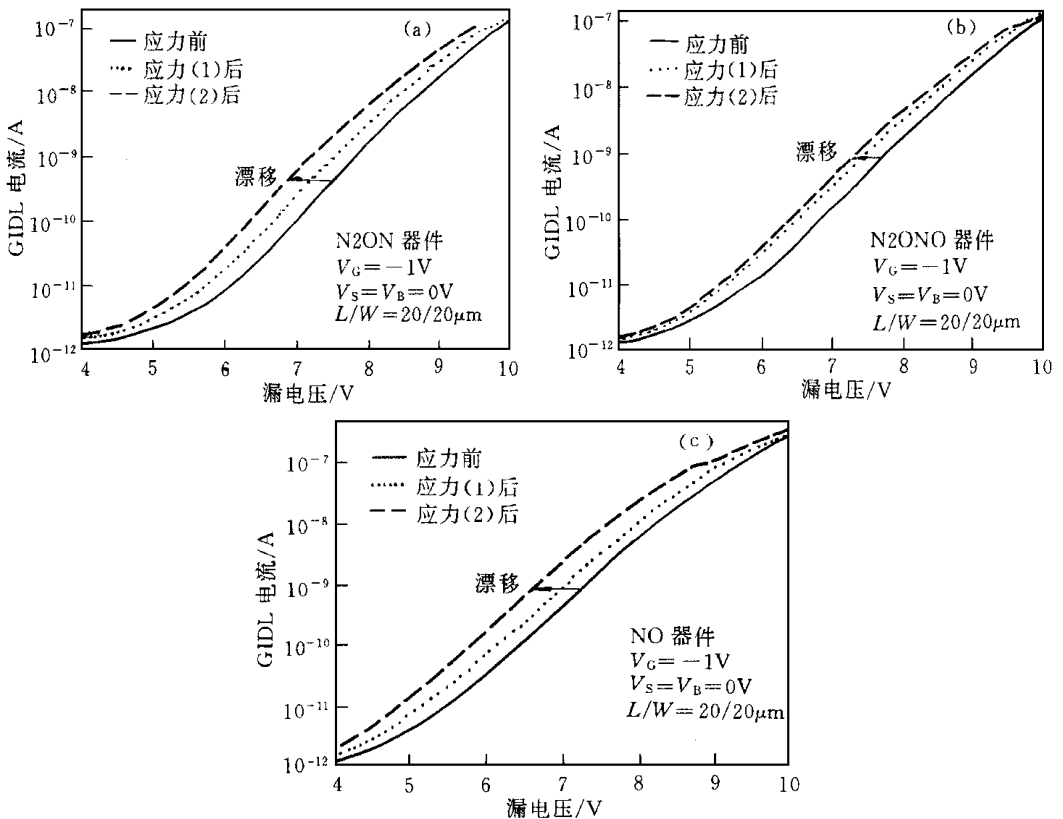 (a)
应力前
应力(1)后
应力(2)后
漂移
N2ON 器件
V_G=-1V
V_S=V_B=0V
L/W=20/20μm
GIDL 电流/A
10^-7
10^-8
10^-9
10^-10
10^-11
10^-12
4 5 6 7 8 9 10
漏电压/V
(b)
应力前
应力(1)后
应力(2)后
漂移
N2ONO 器件
V_G=-1V
V_S=V_B=0V
L/W=20/20μm
GIDL 电流/A
10^-7
10^-8
10^-9
10^-10
10^-11
10^-12
4 5 6 7 8 9 10
漏电压/V
(c)
应力前
应力(1)后
应力(2)后
漂移
NO 器件
V_G=-1V
V_S=V_B=0V
L/W=20/20μm
GIDL 电流/A
10^-7
10^-8
10^-9
10^-10
10^-11
10^-12
4 5 6 7 8 9 10
漏电压/V